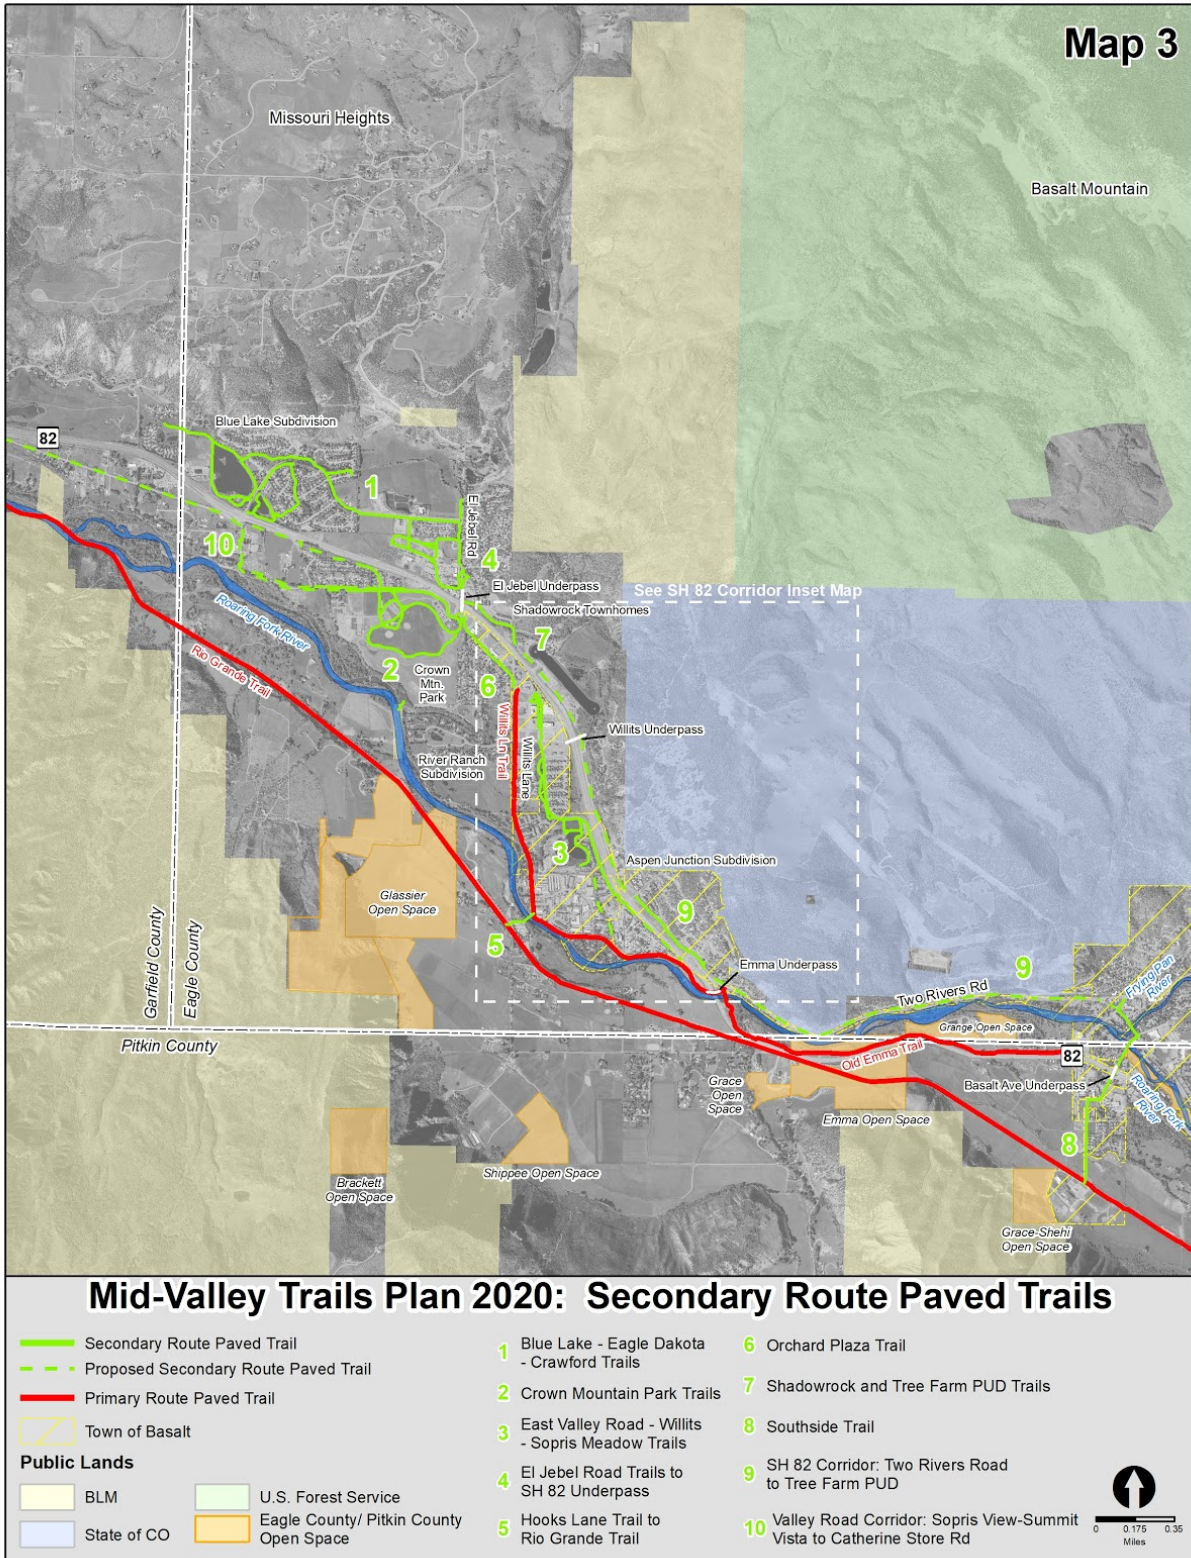 Map 3
Missouri Heights
Basalt Mountain
Blue Lake Subdivision
82
1
El Jebel Rd
10
4
El Jebel Underpass
See SH 82 Corridor Inset Map
Shadowrock Townhomes
Roaring Fork River
7
Rio Grande Trail
2
Crown
Mtn.
Park
6
Willits Ln Trail
Willits Lane
Willits Underpass
River Ranch
Subdivision
3
Aspen Junction Subdivision
Glassier
Open Space
9
5
Garfield County
Eagle County
Emma Underpass
9
Two Rivers Rd
Frying Pan
River
Grange Open Space
Pitkin County
Old Emma Trail
82
Grace
Open
Space
Basalt Ave Underpass
Roaring Fork
River
Emma Open Space
8
Shippee Open Space
Brackett
Open Space
Grace-Shehi
Open Space
Mid-Valley Trails Plan 2020: Secondary Route Paved Trails
Secondary Route Paved Trail
Proposed Secondary Route Paved Trail
Primary Route Paved Trail
Town of Basalt
Public Lands
BLM
U.S. Forest Service
State of CO
Eagle County/ Pitkin County
Open Space
1 Blue Lake - Eagle Dakota
- Crawford Trails
2 Crown Mountain Park Trails
3 East Valley Road - Willits
- Sopris Meadow Trails
4 El Jebel Road Trails to
SH 82 Underpass
5 Hooks Lane Trail to
Rio Grande Trail
6 Orchard Plaza Trail
7 Shadowrock and Tree Farm PUD Trails
8 Southside Trail
9 SH 82 Corridor: Two Rivers Road
to Tree Farm PUD
10 Valley Road Corridor: Sopris View-Summit
Vista to Catherine Store Rd
0 0.175 0.35
Miles